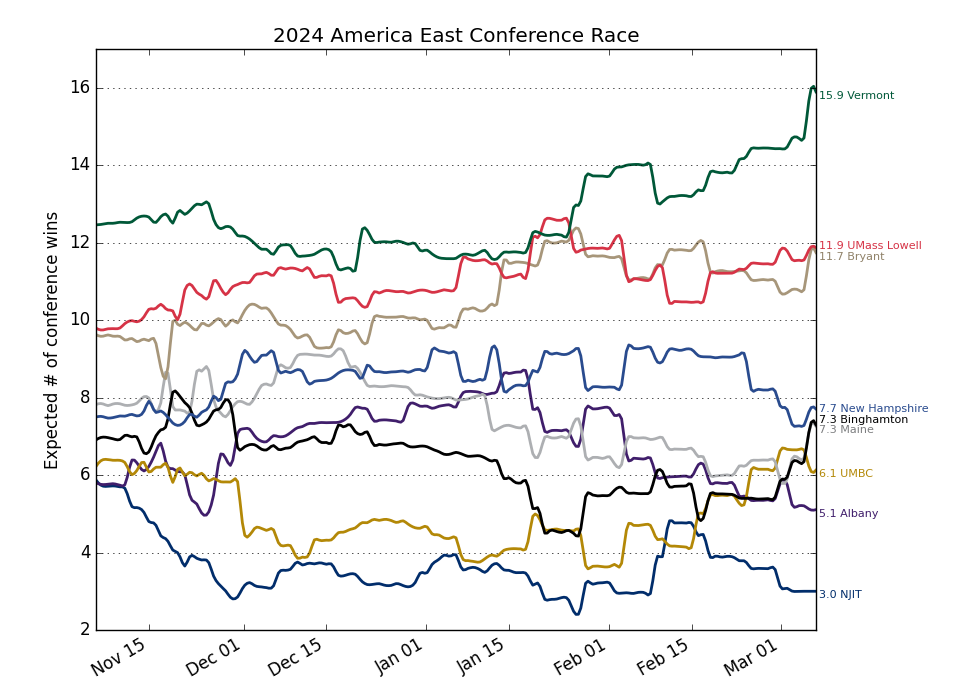 2024 America East Conference Race
Expected # of conference wins
16
14
12
10
8
6
4
2
15.9 Vermont
11.9 UMass Lowell
11.7 Bryant
7.7 New Hampshire
7.3 Binghamton
7.3 Maine
6.1 UMBC
5.1 Albany
3.0 NJIT
Nov 15
Dec 01
Dec 15
Jan 01
Jan 15
Feb 01
Feb 15
Mar 01